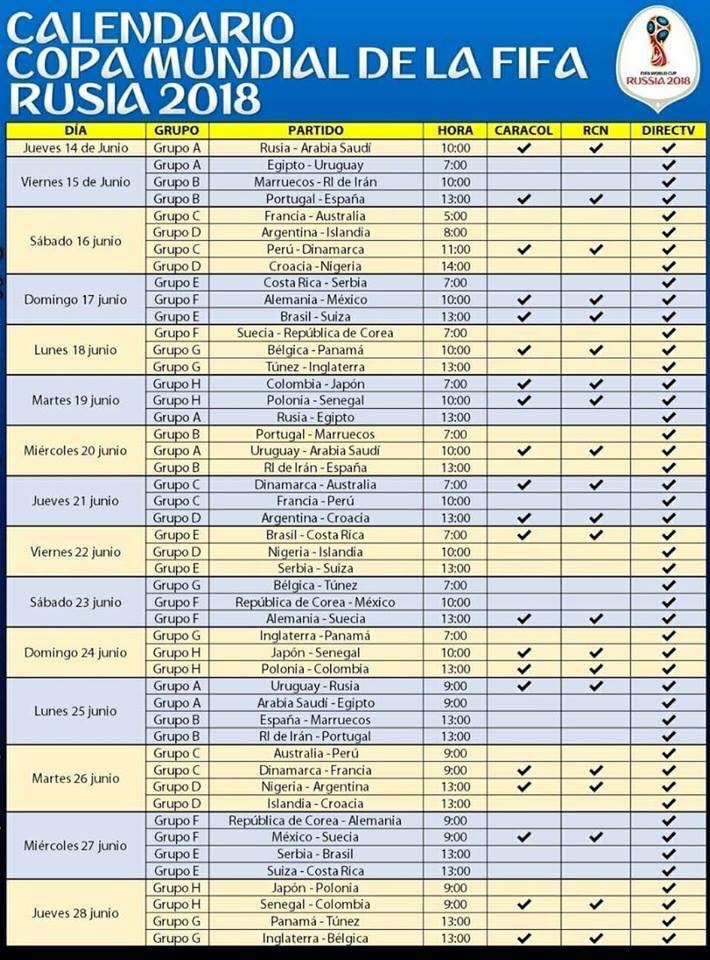 CALENDARIO
COPA MUNDIAL DE LA FIFA
RUSIA 2018
FIFA WORLD CUP
RUSSIA 2018
DÍA GRUPO PARTIDO HORA CARACOL RCN DIRECTV
Jueves 14 de Junio Grupo A Rusia - Arabia Saudí 10:00 ✓ ✓ ✓
Viernes 15 de Junio
Grupo A Egipto - Uruguay 7:00 ✓
Grupo B Marruecos - RI de Irán 10:00 ✓
Grupo B Portugal - España 13:00 ✓ ✓ ✓
Sábado 16 junio
Grupo C Francia - Australia 5:00 ✓
Grupo D Argentina - Islandia 8:00 ✓
Grupo C Perú - Dinamarca 11:00 ✓ ✓ ✓
Grupo D Croacia - Nigeria 14:00 ✓
Domingo 17 junio
Grupo E Costa Rica - Serbia 7:00 ✓
Grupo F Alemania - México 10:00 ✓ ✓ ✓
Grupo E Brasil - Suiza 13:00 ✓ ✓ ✓
Lunes 18 junio
Grupo F Suecia - República de Corea 7:00 ✓
Grupo G Bélgica - Panamá 10:00 ✓ ✓ ✓
Grupo G Túnez - Inglaterra 13:00 ✓
Martes 19 junio
Grupo H Colombia - Japón 7:00 ✓ ✓ ✓
Grupo H Polonia - Senegal 10:00 ✓ ✓ ✓
Grupo A Rusia - Egipto 13:00 ✓
Miércoles 20 junio
Grupo B Portugal - Marruecos 7:00 ✓
Grupo A Uruguay - Arabia Saudí 10:00 ✓ ✓ ✓
Grupo B RI de Irán - España 13:00 ✓
Jueves 21 junio
Grupo C Dinamarca - Australia 7:00 ✓ ✓ ✓
Grupo C Francia - Perú 10:00 ✓
Grupo D Argentina - Croacia 13:00 ✓ ✓ ✓
Viernes 22 junio
Grupo E Brasil - Costa Rica 7:00 ✓ ✓ ✓
Grupo D Nigeria - Islandia 10:00 ✓
Grupo E Serbia - Suiza 13:00 ✓
Sábado 23 junio
Grupo G Bélgica - Túnez 7:00 ✓
Grupo F República de Corea - México 10:00 ✓
Grupo F Alemania - Suecia 13:00 ✓ ✓ ✓
Domingo 24 junio
Grupo G Inglaterra - Panamá 7:00 ✓
Grupo H Japón - Senegal 10:00 ✓ ✓ ✓
Grupo H Polonia - Colombia 13:00 ✓ ✓ ✓
Lunes 25 junio
Grupo A Uruguay - Rusia 9:00 ✓ ✓ ✓
Grupo A Arabia Saudí - Egipto 9:00 ✓
Grupo B España - Marruecos 13:00 ✓
Grupo B RI de Irán - Portugal 13:00 ✓
Martes 26 junio
Grupo C Australia - Perú 9:00 ✓
Grupo C Dinamarca - Francia 9:00 ✓ ✓ ✓
Grupo D Nigeria - Argentina 13:00 ✓ ✓ ✓
Grupo D Islandia - Croacia 13:00 ✓
Miércoles 27 junio
Grupo F República de Corea - Alemania 9:00 ✓
Grupo F México - Suecia 9:00 ✓ ✓ ✓
Grupo E Serbia - Brasil 13:00 ✓
Grupo E Suiza - Costa Rica 13:00 ✓
Jueves 28 junio
Grupo H Japón - Polonia 9:00 ✓
Grupo H Senegal - Colombia 9:00 ✓ ✓ ✓
Grupo G Panamá - Túnez 13:00 ✓
Grupo G Inglaterra - Bélgica 13:00 ✓ ✓ ✓